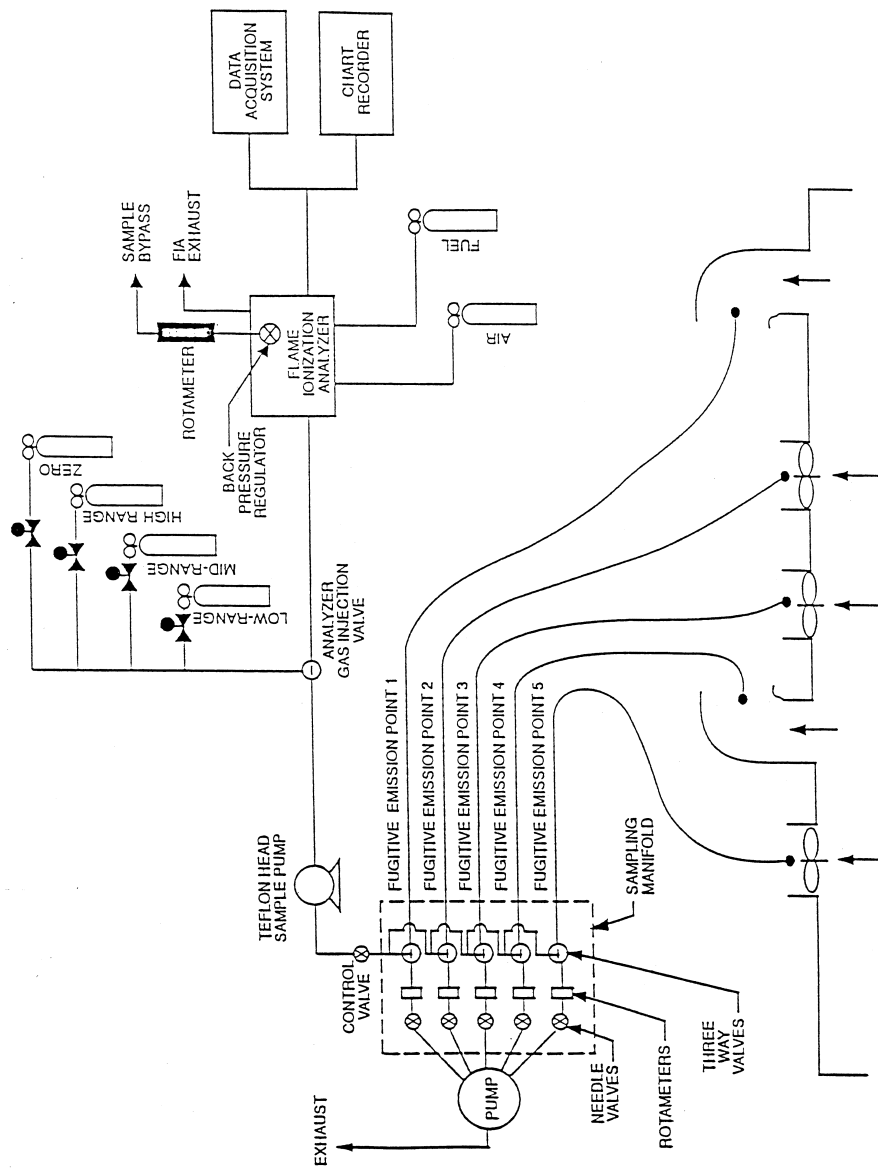 DATA
ACQUISITION
SYSTEM
CHART
RECORDER
SAMPLE
BYPASS
FIA
EXHAUST
ROTAMETER
FLAME
IONIZATION
ANALYZER
BACK
PRESSURE
REGULATOR
FUEL
AIR
ZERO
HIGH RANGE
MID-RANGE
LOW-RANGE
ANALYZER
GAS INJECTION
VALVE
TEFLON HEAD
SAMPLE PUMP
CONTROL
VALVE
FUGITIVE EMISSION POINT 1
FUGITIVE EMISSION POINT 2
FUGITIVE EMISSION POINT 3
FUGITIVE EMISSION POINT 4
FUGITIVE EMISSION POINT 5
SAMPLING
MANIFOLD
PUMP
EXHAUST
NEEDLE
VALVES
ROTAMETERS
THREE
WAY
VALVES